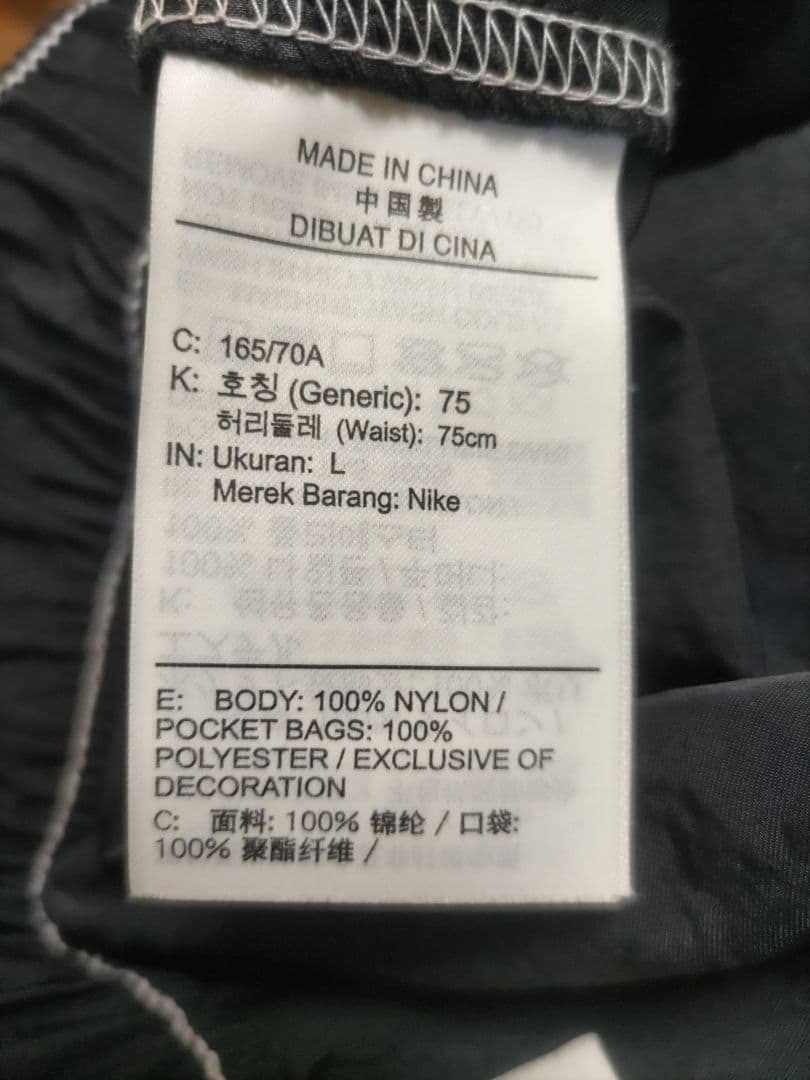 MADE IN CHINA
中国製
DIBUAT DI CINA
C: 165/70A
K: 호칭 (Generic): 75
허리둘레 (Waist): 75cm
IN: Ukuran: L
Merek Barang: Nike
E: BODY: 100% NYLON /
POCKET BAGS: 100%
POLYESTER / EXCLUSIVE OF
DECORATION
C: 面料: 100% 锦纶 / 口袋:
100% 聚酯纤维 /